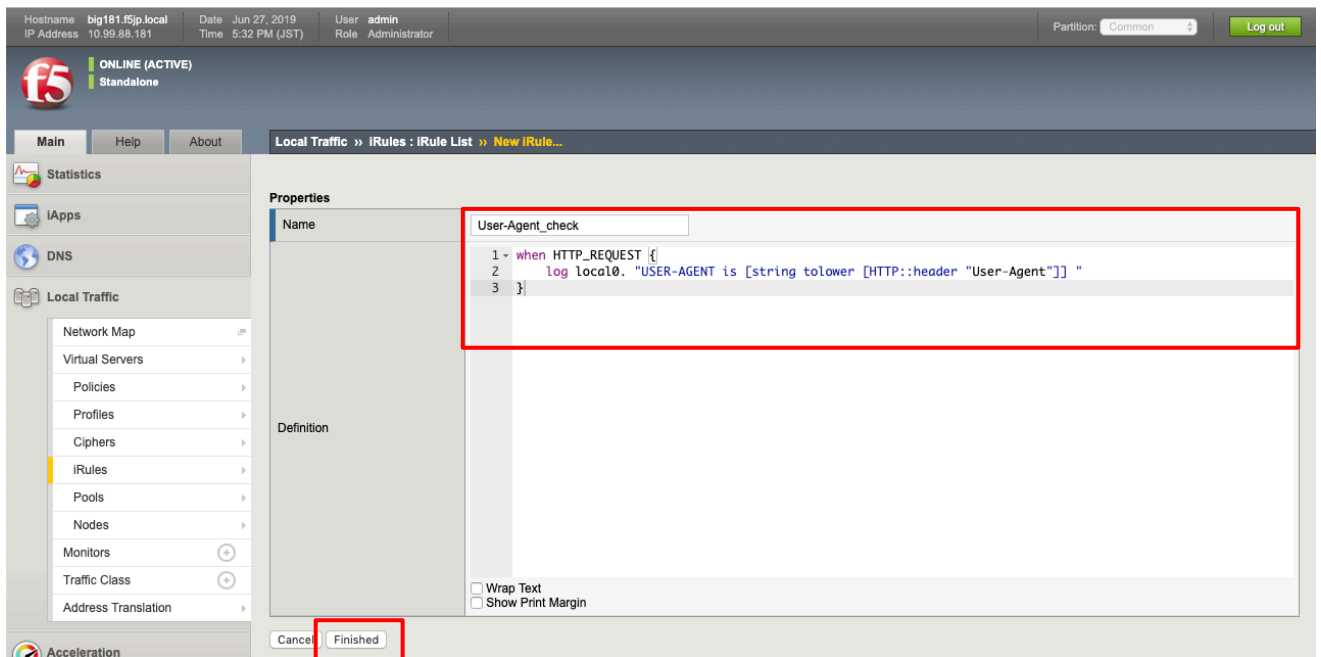 Hostname big181.f5jp.local Date Jun 27, 2019 User admin Partition: Common Log out
IP Address 10.99.88.181 Time 5:32 PM (JST) Role Administrator
f5
ONLINE (ACTIVE)
Standalone
Main Help About Local Traffic ›› iRules : iRule List ›› New iRule...
Statistics
Properties
iApps
Name User-Agent_check
DNS
1 when HTTP_REQUEST {
2 log local0. "USER-AGENT is [string tolower [HTTP::header "User-Agent"]] "
3 }
Local Traffic
Network Map
Virtual Servers
Policies
Profiles
Definition
Ciphers
iRules
Pools
Nodes
Monitors
Traffic Class
Address Translation
Wrap Text
Show Print Margin
Cancel Finished
Acceleration